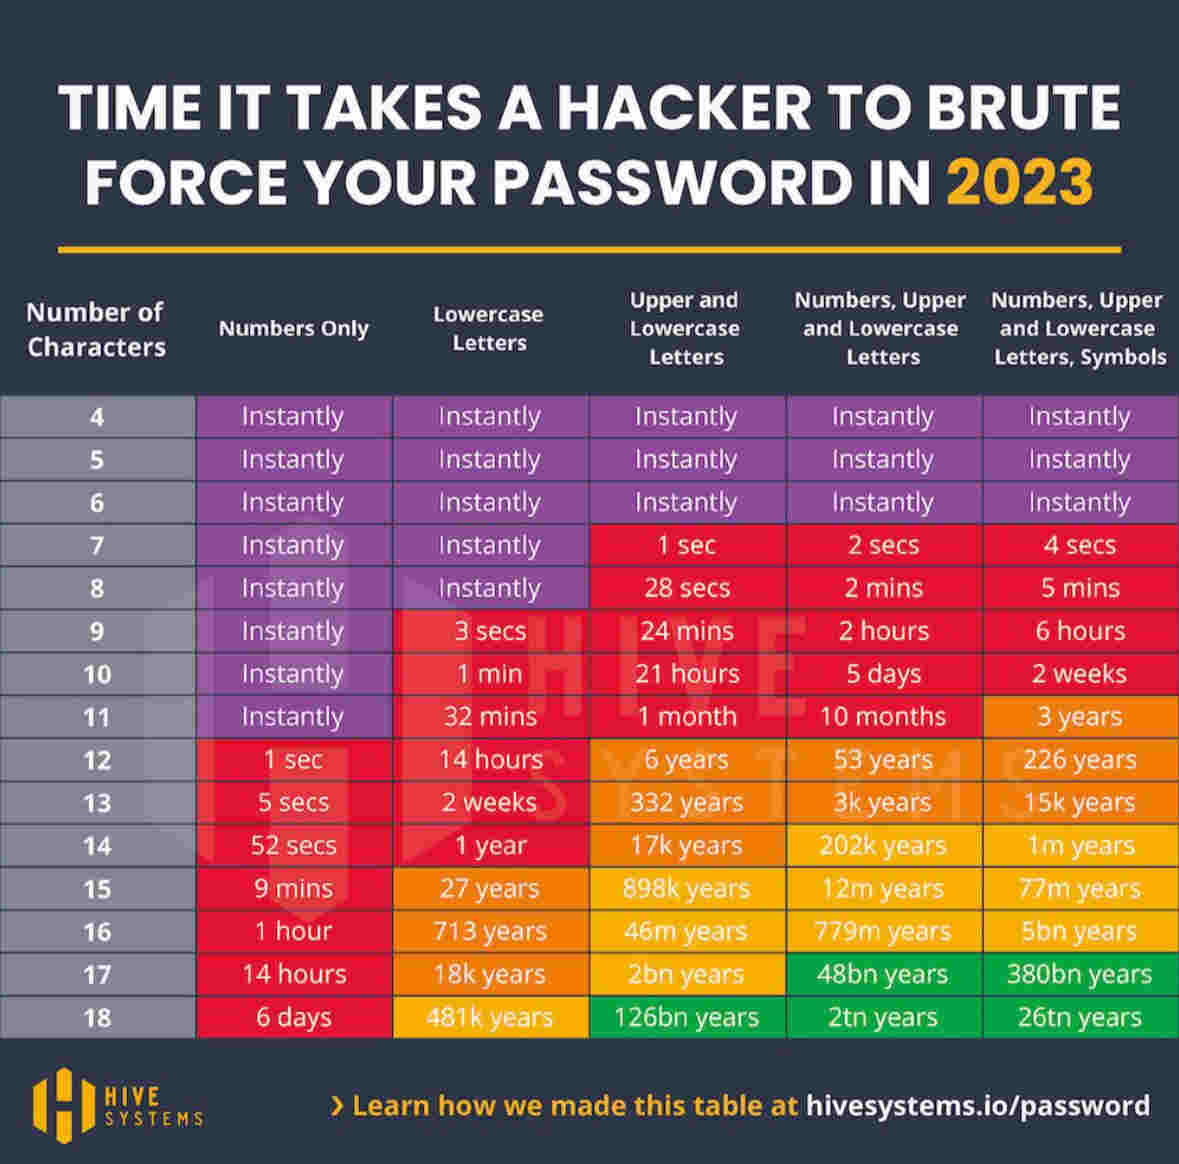 TIME IT TAKES A HACKER TO BRUTE
FORCE YOUR PASSWORD IN 2023
Number of Characters | Numbers Only | Lowercase Letters | Upper and Lowercase Letters | Numbers, Upper and Lowercase Letters | Numbers, Upper and Lowercase Letters, Symbols
4 Instantly Instantly Instantly Instantly Instantly
5 Instantly Instantly Instantly Instantly Instantly
6 Instantly Instantly Instantly Instantly Instantly
7 Instantly Instantly 1 sec 2 secs 4 secs
8 Instantly Instantly 28 secs 2 mins 5 mins
9 Instantly 3 secs 24 mins 2 hours 6 hours
10 Instantly 1 min 21 hours 5 days 2 weeks
11 Instantly 32 mins 1 month 10 months 3 years
12 1 sec 14 hours 6 years 53 years 226 years
13 5 secs 2 weeks 332 years 3k years 15k years
14 52 secs 1 year 17k years 202k years 1m years
15 9 mins 27 years 898k years 12m years 77m years
16 1 hour 713 years 46m years 779m years 5bn years
17 14 hours 18k years 2bn years 48bn years 380bn years
18 6 days 481k years 126bn years 2tn years 26tn years
HIVE
SYSTEMS
HIVE
SYSTEMS
› Learn how we made this table at hivesystems.io/password